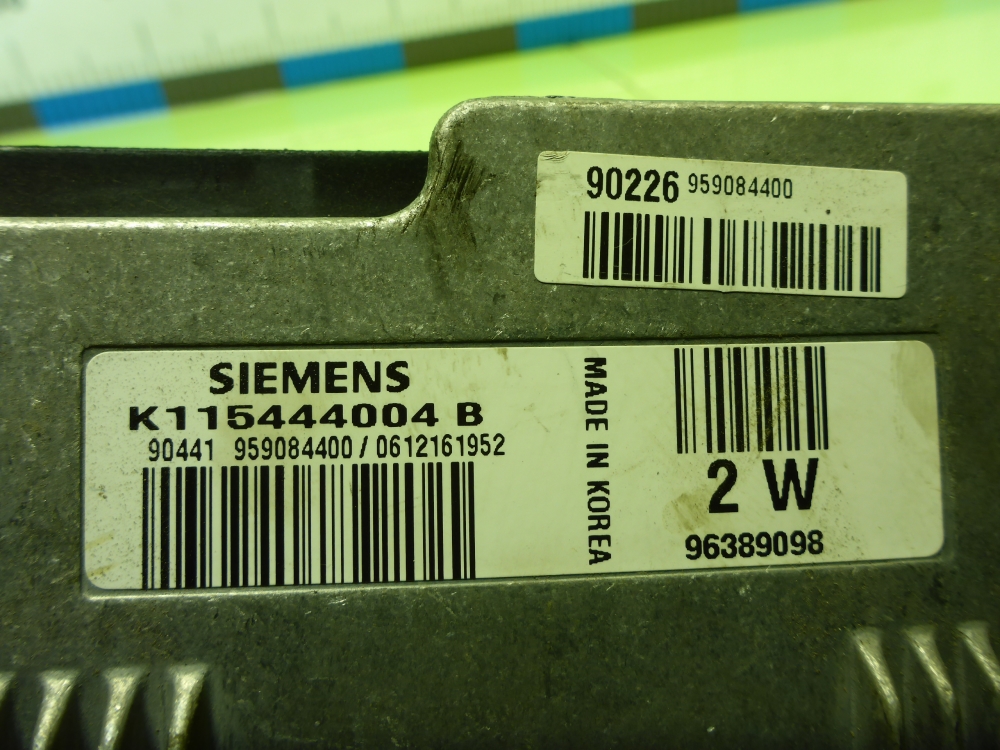 90226 959084400
SIEMENS
K115444004 B
90441 959084400 / 0612161952
MADE IN KOREA
2 W
96389098